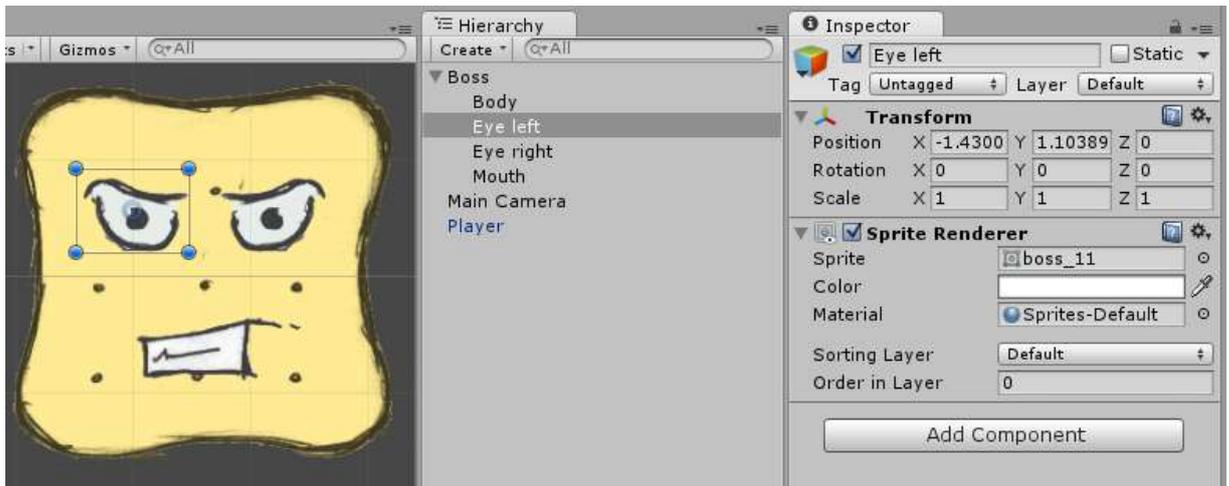 s Gizmos All
Hierarchy
Create All
Boss
Body
Eye left
Eye right
Mouth
Main Camera
Player
Inspector
Eye left Static
Tag Untagged Layer Default
Transform
Position X -1.4300 Y 1.10389 Z 0
Rotation X 0 Y 0 Z 0
Scale X 1 Y 1 Z 1
Sprite Renderer
Sprite boss_11
Color
Material Sprites-Default
Sorting Layer Default
Order in Layer 0
Add Component